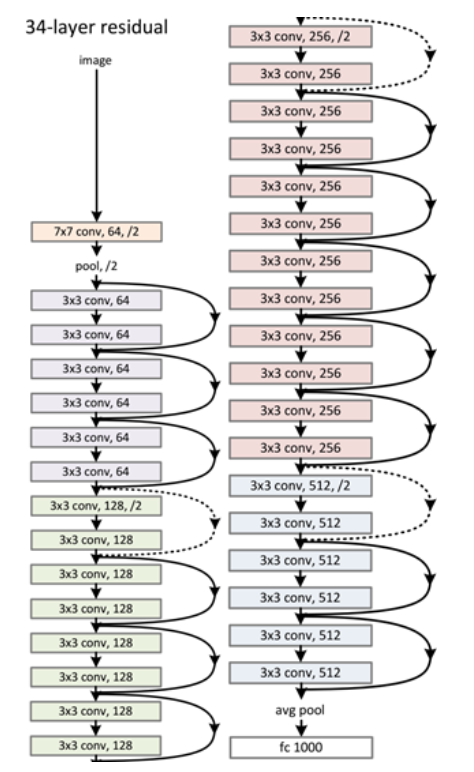 34-layer residual
image
7x7 conv, 64, /2
pool, /2
3x3 conv, 64
3x3 conv, 64
3x3 conv, 64
3x3 conv, 64
3x3 conv, 64
3x3 conv, 64
3x3 conv, 128, /2
3x3 conv, 128
3x3 conv, 128
3x3 conv, 128
3x3 conv, 128
3x3 conv, 128
3x3 conv, 128
3x3 conv, 128
3x3 conv, 256, /2
3x3 conv, 256
3x3 conv, 256
3x3 conv, 256
3x3 conv, 256
3x3 conv, 256
3x3 conv, 256
3x3 conv, 256
3x3 conv, 256
3x3 conv, 256
3x3 conv, 256
3x3 conv, 256
3x3 conv, 512, /2
3x3 conv, 512
3x3 conv, 512
3x3 conv, 512
3x3 conv, 512
3x3 conv, 512
avg pool
fc 1000